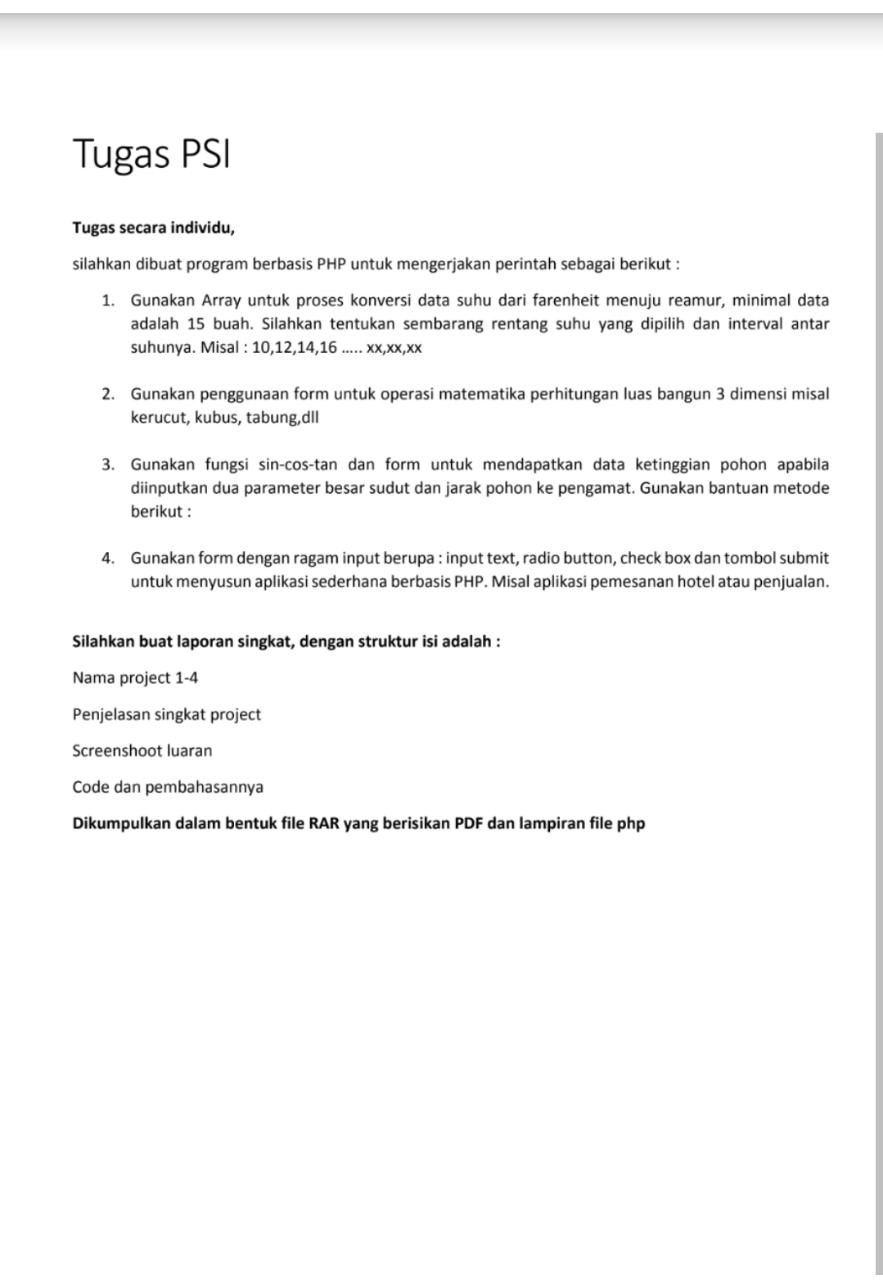 Tugas PSI
Tugas secara individu,
silahkan dibuat program berbasis PHP untuk mengerjakan perintah sebagai berikut :
1. Gunakan Array untuk proses konversi data suhu dari farenheit menuju reamur, minimal data
adalah 15 buah. Silahkan tentukan sembarang rentang suhu yang dipilih dan interval antar
suhunya. Misal : 10,12,14,16 ..... xx,xx,xx
2. Gunakan penggunaan form untuk operasi matematika perhitungan luas bangun 3 dimensi misal
kerucut, kubus, tabung,dll
3. Gunakan fungsi sin-cos-tan dan form untuk mendapatkan data ketinggian pohon apabila
diinputkan dua parameter besar sudut dan jarak pohon ke pengamat. Gunakan bantuan metode
berikut :
4. Gunakan form dengan ragam input berupa : input text, radio button, check box dan tombol submit
untuk menyusun aplikasi sederhana berbasis PHP. Misal aplikasi pemesanan hotel atau penjualan.
Silahkan buat laporan singkat, dengan struktur isi adalah :
Nama project 1-4
Penjelasan singkat project
Screenshoot luaran
Code dan pembahasannya
Dikumpulkan dalam bentuk file RAR yang berisikan PDF dan lampiran file php